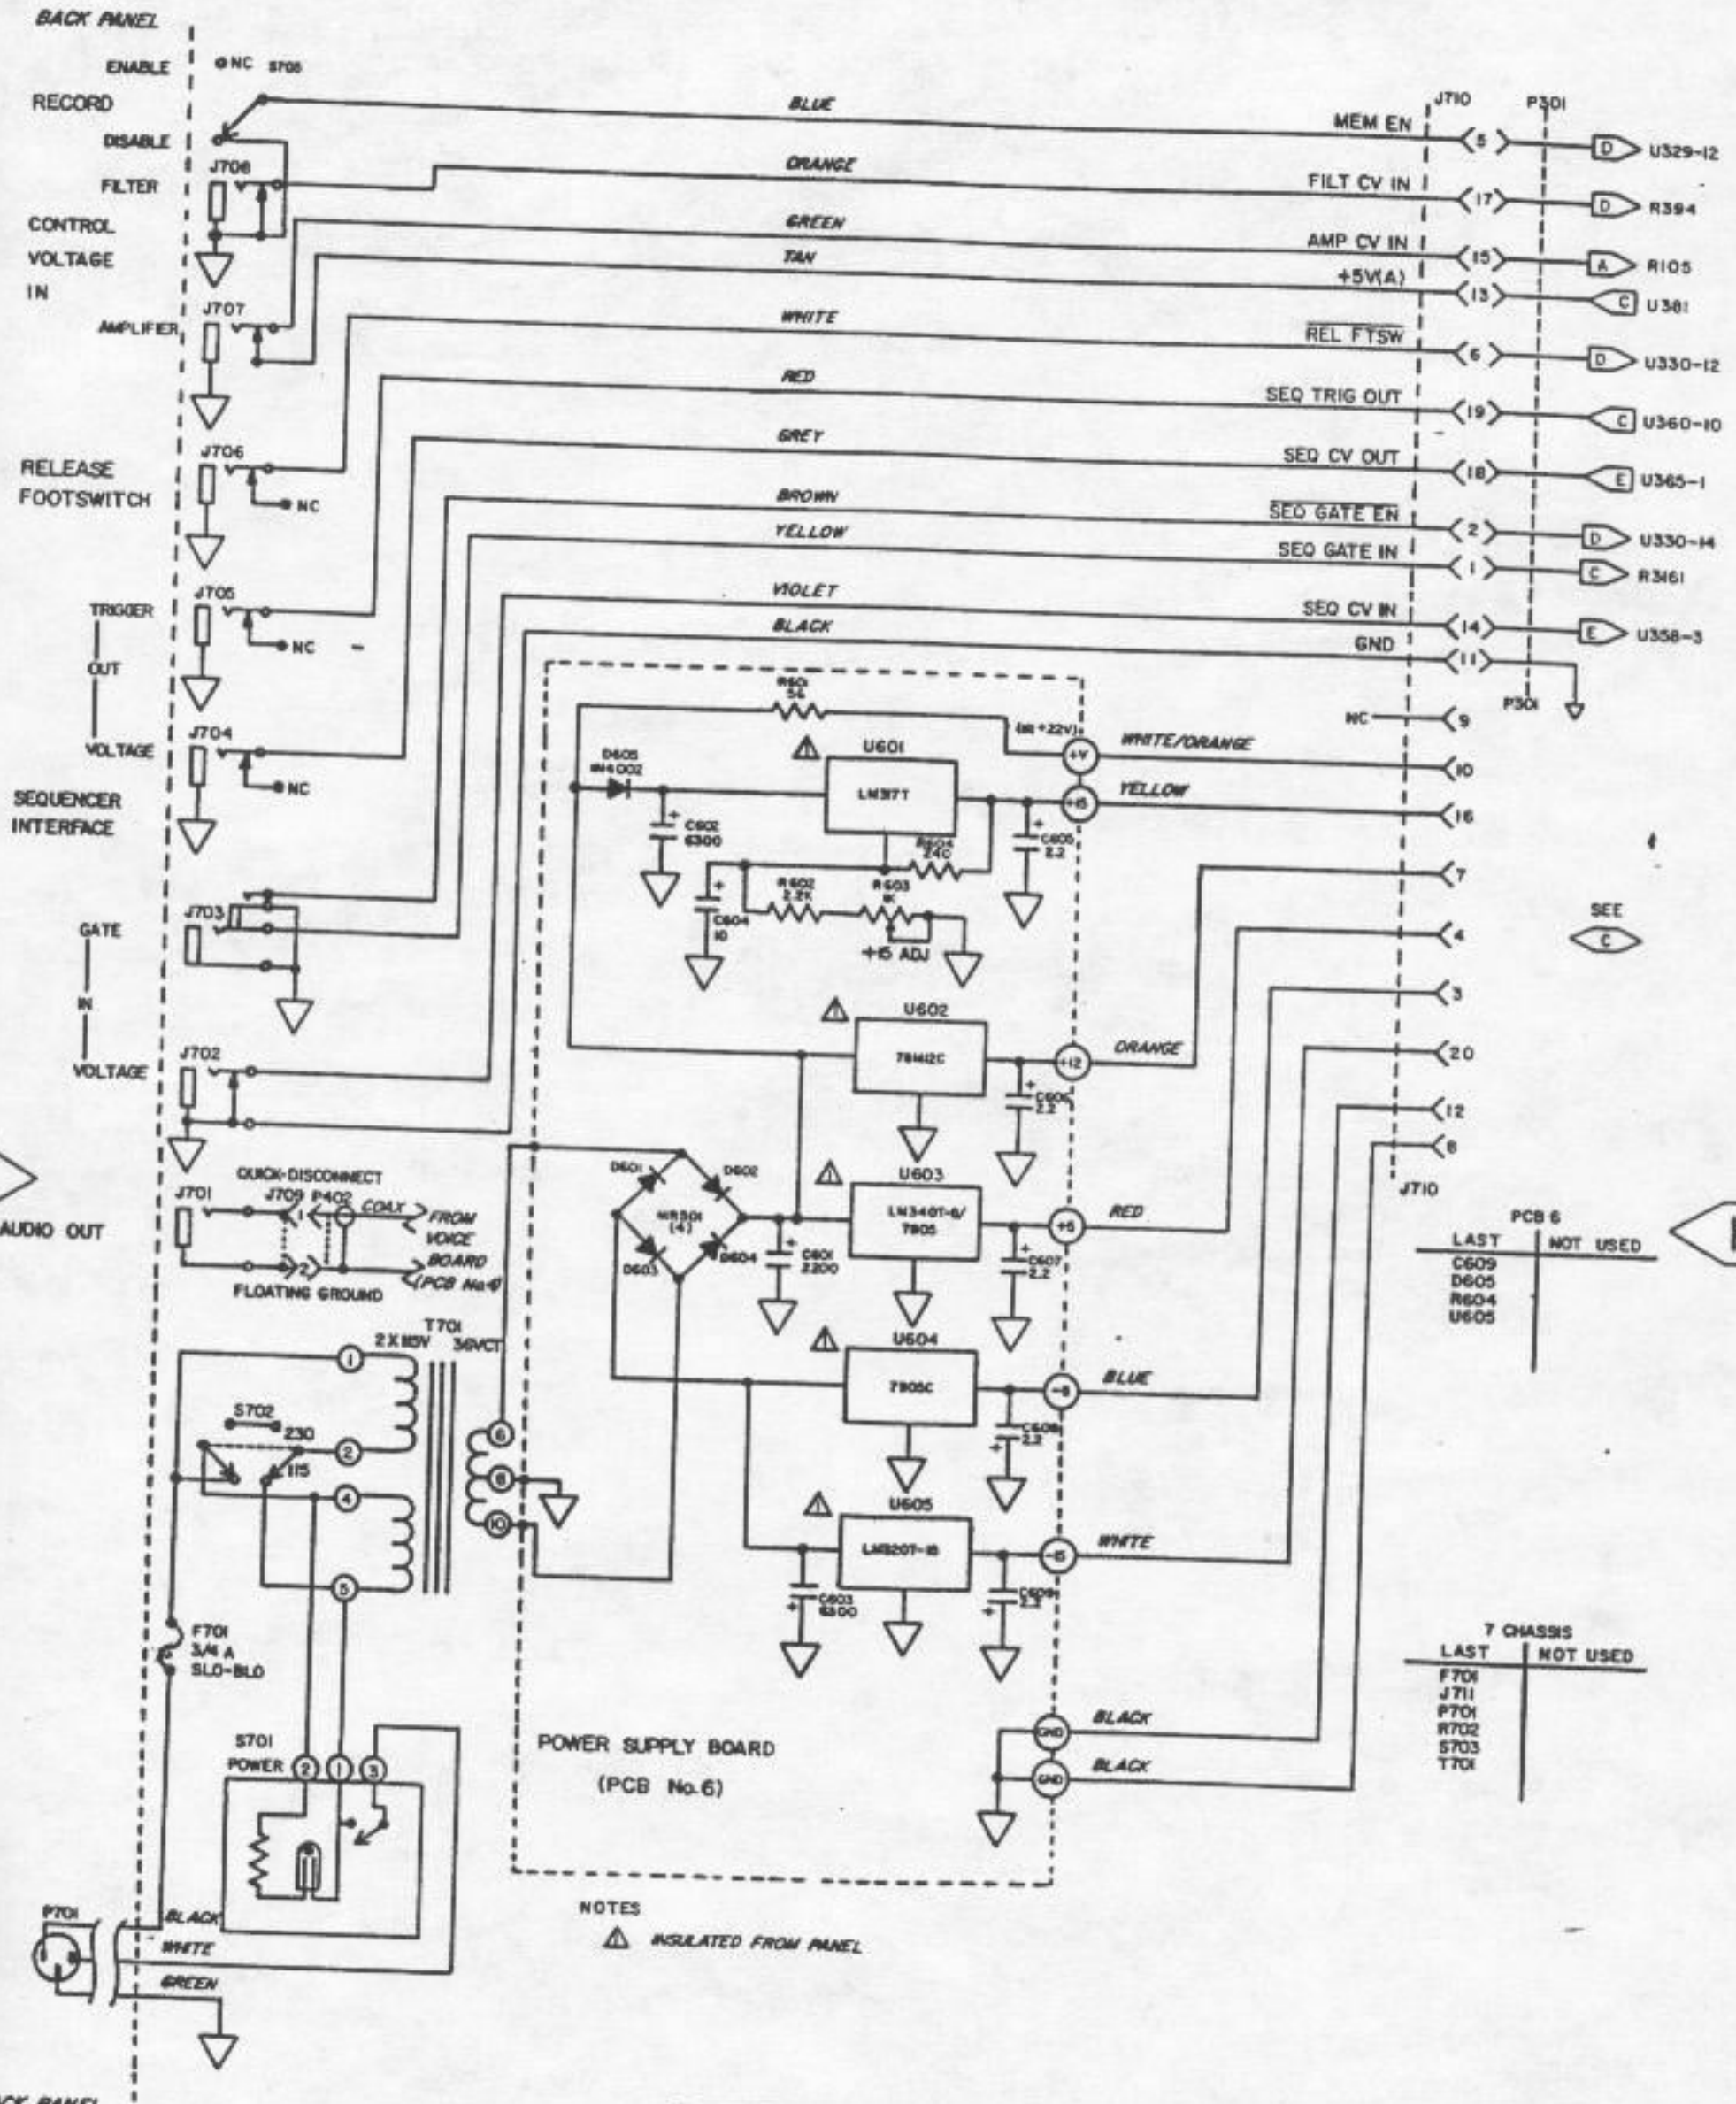 BACK PANEL
ENABLE
NC S703
RECORD
DISABLE
BLUE
MEM EN
J710
P301
5
D
U329-12
J708
FILTER
ORANGE
FILT CV IN
17
D
R394
CONTROL
VOLTAGE
IN
GREEN
AMP CV IN
15
A
R105
TAN
+5V(A)
13
C
U381
J707
AMPLIFIER
WHITE
REL FTSW
6
D
U330-12
RED
SEQ TRIG OUT
19
C
U360-10
J706
RELEASE
FOOTSWITCH
NC
GREY
SEQ CV OUT
18
E
U365-1
BROWN
SEQ GATE EN
2
D
U330-14
YELLOW
SEQ GATE IN
1
C
R3161
J705
TRIGGER
NC
OUT
VIOLET
SEQ CV IN
14
E
U358-3
BLACK
GND
11
P301
J704
VOLTAGE
NC
SEQUENCER
INTERFACE
R601
56
+22V)
+V
WHITE/ORANGE
NC
9
10
D605
IN4002
U601
LM317T
+15
YELLOW
16
C602
6300
R604
240
C605
2.2
R602
2.2K
R603
1K
C604
10
+15 ADJ
7
4
SEE
C
J703
GATE
IN
3
U602
+12
ORANGE
20
C606
2.2
J702
VOLTAGE
12
8
J710
D601
D602
MR501
(4)
D603
D604
C601
2200
U603
7805
+5
RED
C607
2.2
QUICK-DISCONNECT
J701
J709
P402
1
COAX
FROM
VOICE
BOARD
(PCB No.4)
2
AUDIO OUT
FLOATING GROUND
PCB 6
LAST
NOT USED
C609
D605
R604
U605
T701
2 X 115V
36VCT
1
S702
230
2
115
4
5
6
8
10
U604
7905C
BLUE
C608
2.2
U605
LM320T-15
-15
WHITE
C603
6300
C609
2.2
F701
3/4 A
SLO-BLO
7 CHASSIS
LAST
NOT USED
F701
J711
P701
R702
S703
T701
S701
POWER
2
1
3
POWER SUPPLY BOARD
(PCB No.6)
GND
BLACK
GND
BLACK
P701
BLACK
WHITE
GREEN
NOTES
INSULATED FROM PANEL